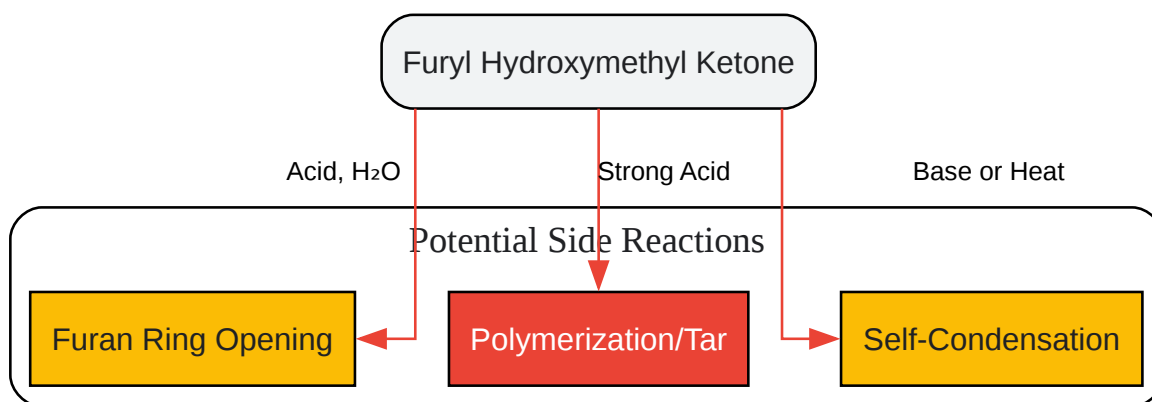 Furyl Hydroxymethyl Ketone
Acid, H₂O
Strong Acid
Base or Heat
Potential Side Reactions
Furan Ring Opening
Polymerization/Tar
Self-Condensation